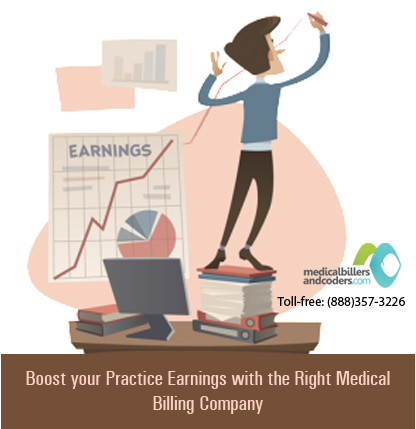 EARNINGS
medicalbillers
andcoders.com
Toll-free: (888)357-3226
Boost your Practice Earnings with the Right Medical
Billing Company